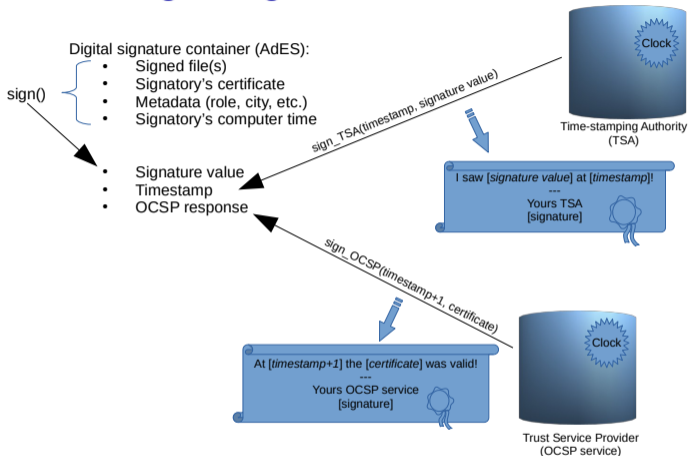 Digital signature container (AdES):
• Signed file(s)
• Signatory's certificate
• Metadata (role, city, etc.)
• Signatory's computer time
sign()
• Signature value
• Timestamp
• OCSP response
sign_TSA(timestamp, signature value)
Clock
Time-stamping Authority
(TSA)
I saw [signature value] at [timestamp]!
---
Yours TSA
[signature]
sign_OCSP(timestamp+1, certificate)
At [timestamp+1] the [certificate] was valid!
---
Yours OCSP service
[signature]
Clock
Trust Service Provider
(OCSP service)